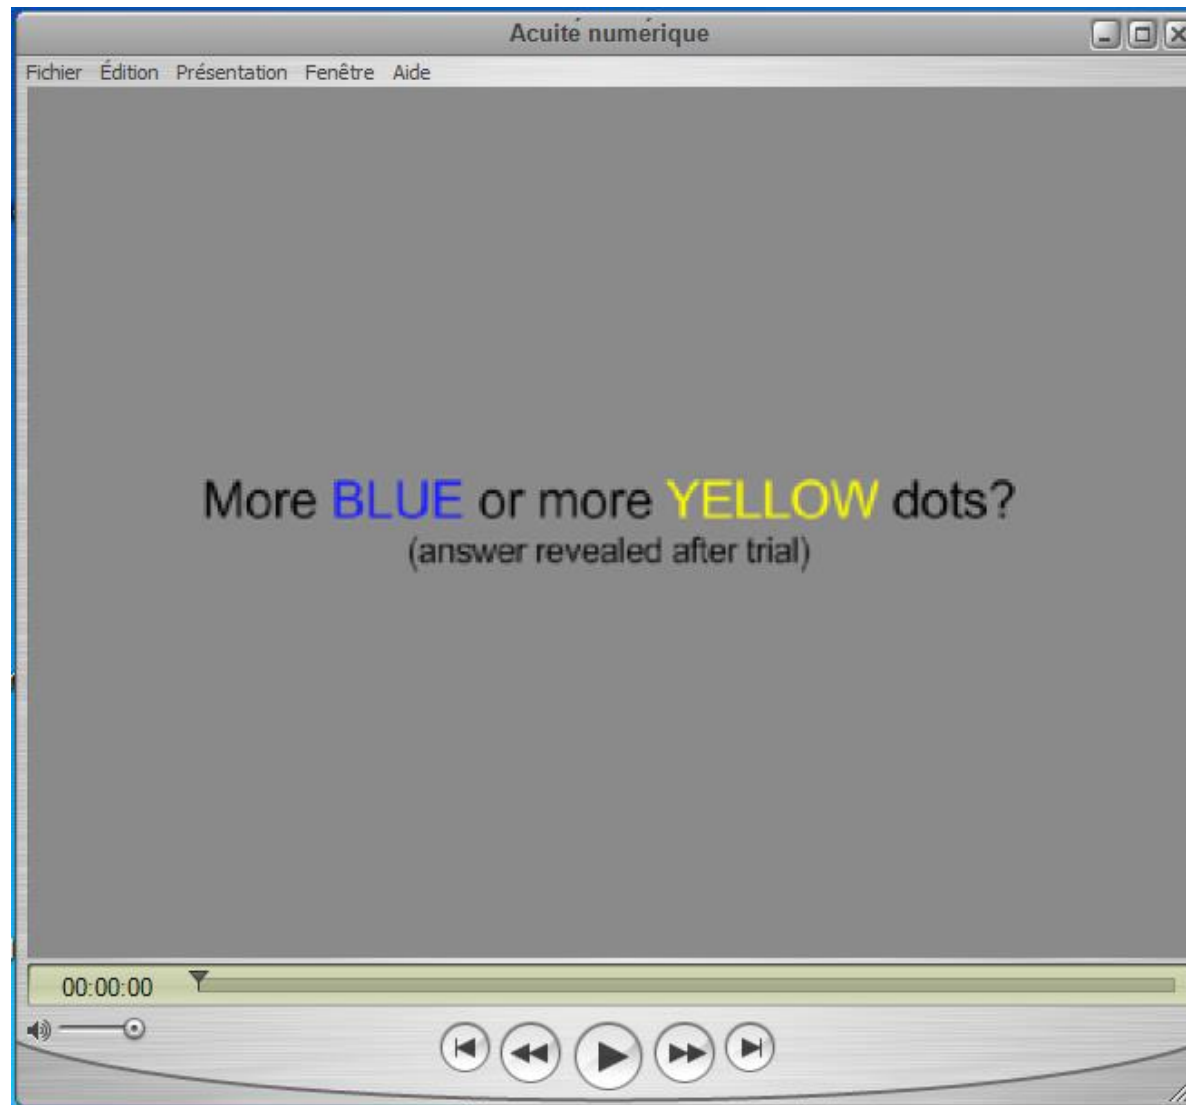 Acuité numérique
Fichier Édition Présentation Fenêtre Aide
More BLUE or more YELLOW dots?
(answer revealed after trial)
00:00:00